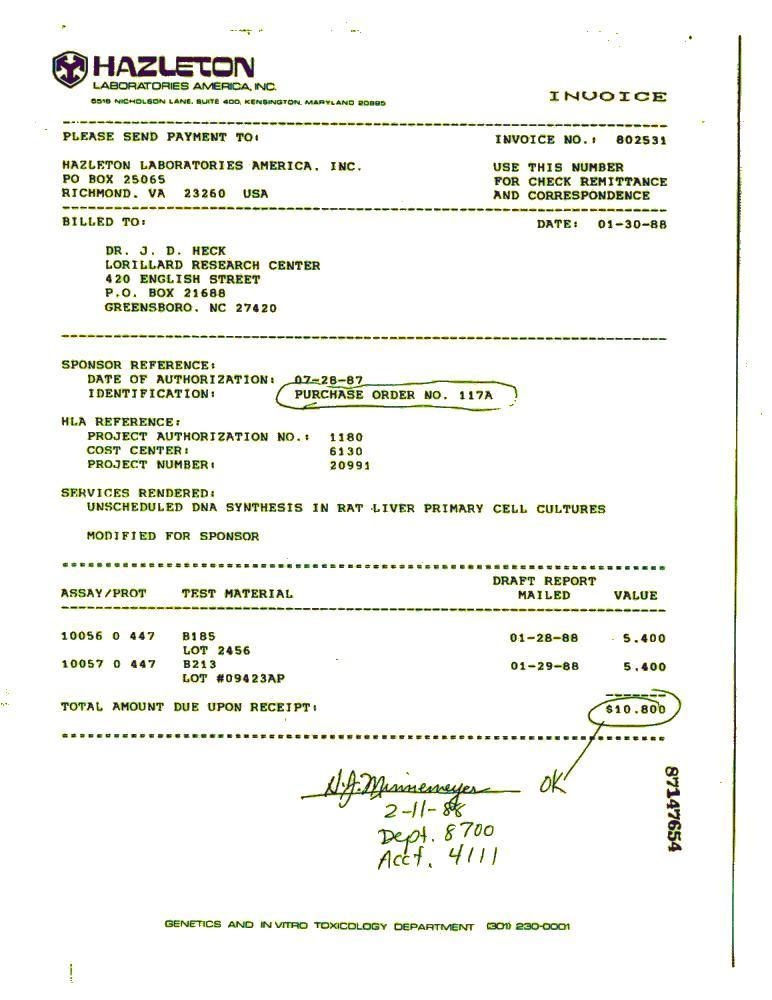 HAZLETON
LABORATORIES AMERICA, INC.
5516 NICHOLSON LANE, SUITE 400, KENSINGTON, MARYLAND 20895
INVOICE
PLEASE SEND PAYMENT TO:
INVOICE NO.: 802531
HAZLETON LABORATORIES AMERICA, INC.
PO BOX 25065
RICHMOND, VA 23260 USA
USE THIS NUMBER
FOR CHECK REMITTANCE
AND CORRESPONDENCE
BILLED TO:
DATE: 01-30-88
DR. J. D. HECK
LORILLARD RESEARCH CENTER
420 ENGLISH STREET
P.O. BOX 21688
GREENSBORO, NC 27420
SPONSOR REFERENCE:
DATE OF AUTHORIZATION: 07-28-87
IDENTIFICATION: PURCHASE ORDER NO. 117A
HLA REFERENCE:
PROJECT AUTHORIZATION NO.: 1180
COST CENTER: 6130
PROJECT NUMBER: 20991
SERVICES RENDERED:
UNSCHEDULED DNA SYNTHESIS IN RAT LIVER PRIMARY CELL CULTURES
MODIFIED FOR SPONSOR
ASSAY/PROT TEST MATERIAL DRAFT REPORT MAILED VALUE
10056 0 447 B185 01-28-88 5,400
LOT 2456
10057 0 447 B213 01-29-88 5,400
LOT #09423AP
TOTAL AMOUNT DUE UPON RECEIPT: $10,800
H.J. Minnemeyer OK
2-11-88
Dept. 8700
Acct. 4111
87147654
GENETICS AND IN VITRO TOXICOLOGY DEPARTMENT (301) 230-0001